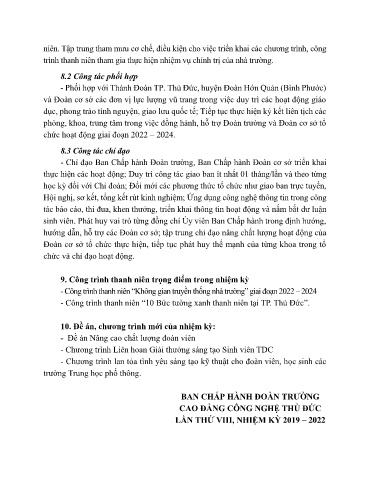 niên. Tập trung tham mưu cơ chế, điều kiện cho việc triển khai các chương trình, công
trình thanh niên tham gia thực hiện nhiệm vụ chính trị của nhà trường.
8.2 Công tác phối hợp
- Phối hợp với Thành Đoàn TP. Thủ Đức, huyện Đoàn Hớn Quản (Bình Phước)
và Đoàn cơ sở các đơn vị lực lượng vũ trang trong việc duy trì các hoạt động giáo
dục, phong trào tình nguyện, giao lưu quốc tế; Tiếp tục thực hiện ký kết liên tịch các
phòng, khoa, trung tâm trong việc đồng hành, hỗ trợ Đoàn trường và Đoàn cơ sở tổ
chức hoạt động giai đoạn 2022 – 2024.
8.3 Công tác chỉ đạo
- Chỉ đạo Ban Chấp hành Đoàn trường, Ban Chấp hành Đoàn cơ sở triển khai
thực hiện các hoạt động; Duy trì công tác giao ban ít nhất 01 tháng/lần và theo từng
học kỳ đối với Chi đoàn; Đổi mới các phương thức tổ chức như giao ban trực tuyến,
Hội nghị, sơ kết, tổng kết rút kinh nghiệm; Ứng dụng công nghệ thông tin trong công
tác báo cáo, thi đua, khen thưởng, triển khai thông tin hoạt động và nắm bắt dư luận
sinh viên. Phát huy vai trò từng đồng chí Ủy viên Ban Chấp hành trong định hướng,
hướng dẫn, hỗ trợ các Đoàn cơ sở; tập trung chỉ đạo nâng chất lượng hoạt động của
Đoàn cơ sở tổ chức thực hiện, tiếp tục phát huy thế mạnh của từng khoa trong tổ
chức và chỉ đạo hoạt động.
9. Công trình thanh niên trọng điểm trong nhiệm kỳ
- Công trình thanh niên “Không gian truyền thống nhà trường” giai đoạn 2022 – 2024
- Công trình thanh niên “10 Bức tường xanh thanh niên tại TP. Thủ Đức”.
10. Đề án, chương trình mới của nhiệm kỳ:
- Đề án Nâng cao chất lượng đoàn viên
- Chương trình Liên hoan Giải thưởng sáng tạo Sinh viên TDC
- Chương trình lan tỏa tình yêu sáng tạo kỹ thuật cho đoàn viên, học sinh các
trường Trung học phổ thông.
BAN CHẤP HÀNH ĐOÀN TRƯỜNG
CAO ĐẲNG CÔNG NGHỆ THỦ ĐỨC
LẦN THỨ VIII, NHIỆM KỲ 2019 – 2022